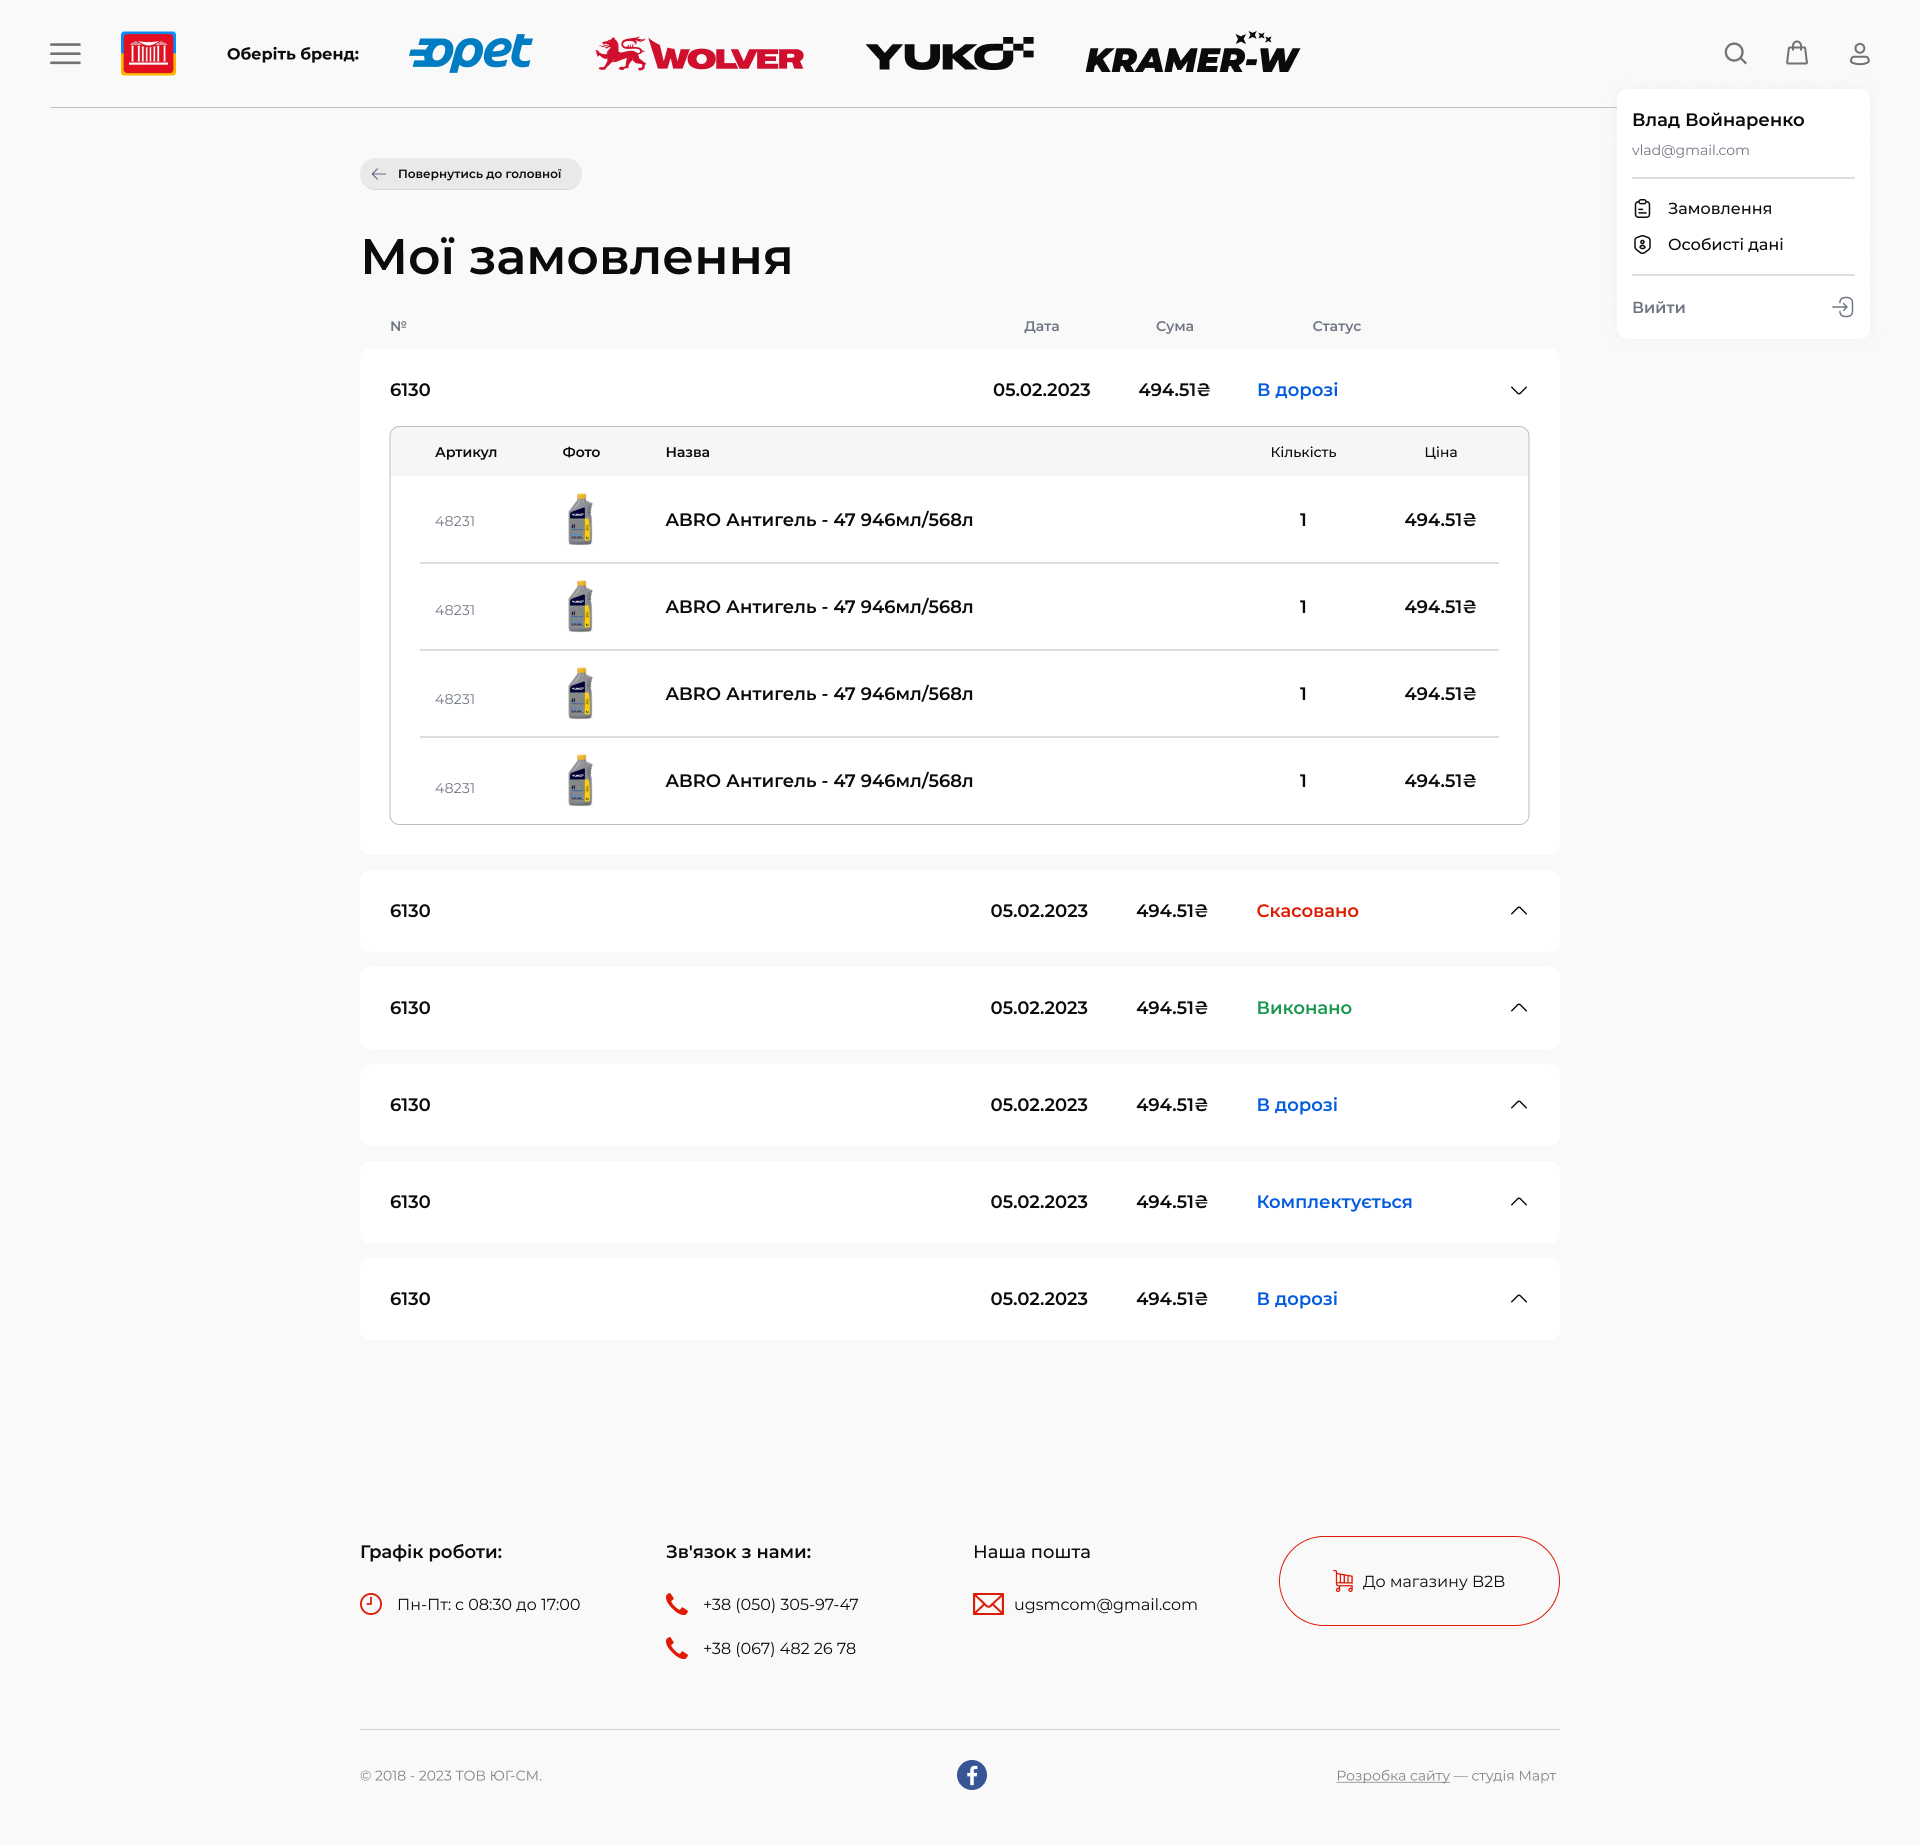 Оберіть бренд:
opet
WOLVER
YUKO
KRAMER-W
Влад Войнаренко
vlad@gmail.com
Замовлення
Особисті дані
Вийти
Повернутись до головної
Мої замовлення
№ Дата Сума Статус
6130 05.02.2023 494.51₴ В дорозі
Артикул Фото Назва Кількість Ціна
48231 ABRO Антигель - 47 946мл/568л 1 494.51₴
48231 ABRO Антигель - 47 946мл/568л 1 494.51₴
48231 ABRO Антигель - 47 946мл/568л 1 494.51₴
48231 ABRO Антигель - 47 946мл/568л 1 494.51₴
6130 05.02.2023 494.51₴ Скасовано
6130 05.02.2023 494.51₴ Виконано
6130 05.02.2023 494.51₴ В дорозі
6130 05.02.2023 494.51₴ Комплектується
6130 05.02.2023 494.51₴ В дорозі
Графік роботи:
Пн-Пт: с 08:30 до 17:00
Зв'язок з нами:
+38 (050) 305-97-47
+38 (067) 482 26 78
Наша пошта
ugsmcom@gmail.com
До магазину B2B
© 2018 - 2023 ТОВ ЮГ-СМ.
Розробка сайту — студія Март